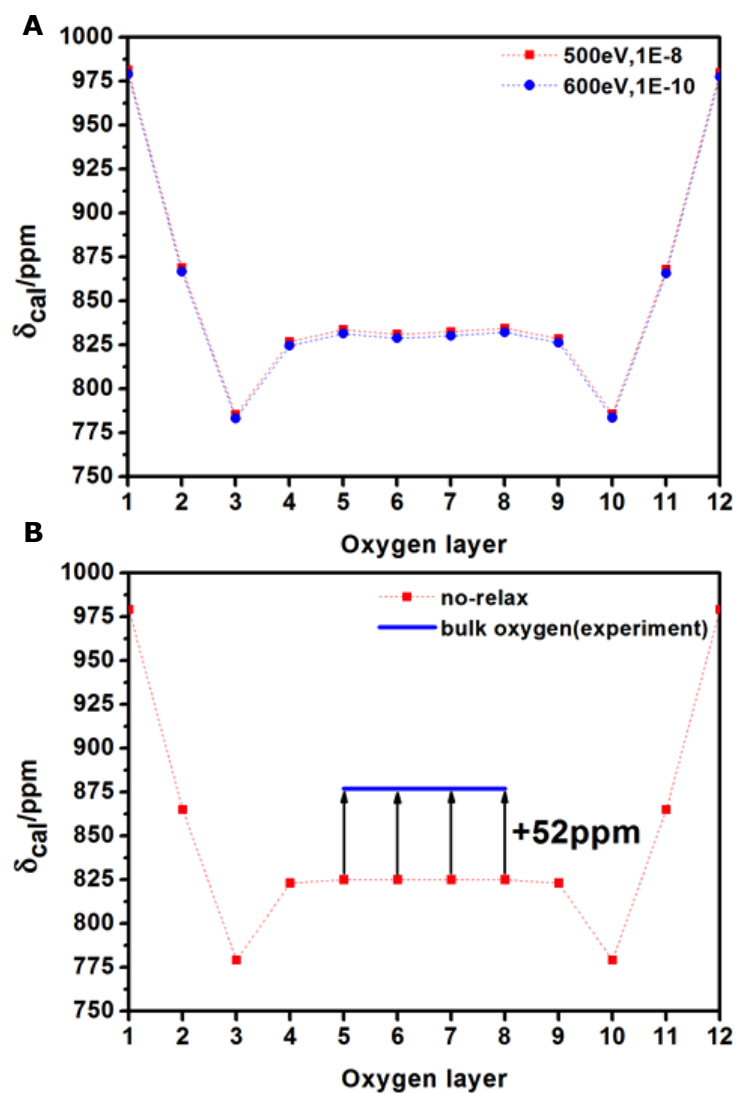 A
1000
975
950
925
900
875
850
825
800
775
750
δCal/ppm
500eV,1E-8
600eV,1E-10
1 2 3 4 5 6 7 8 9 10 11 12
Oxygen layer
B
1000
975
950
925
900
875
850
825
800
775
750
δCal/ppm
no-relax
bulk oxygen(experiment)
+52ppm
1 2 3 4 5 6 7 8 9 10 11 12
Oxygen layer